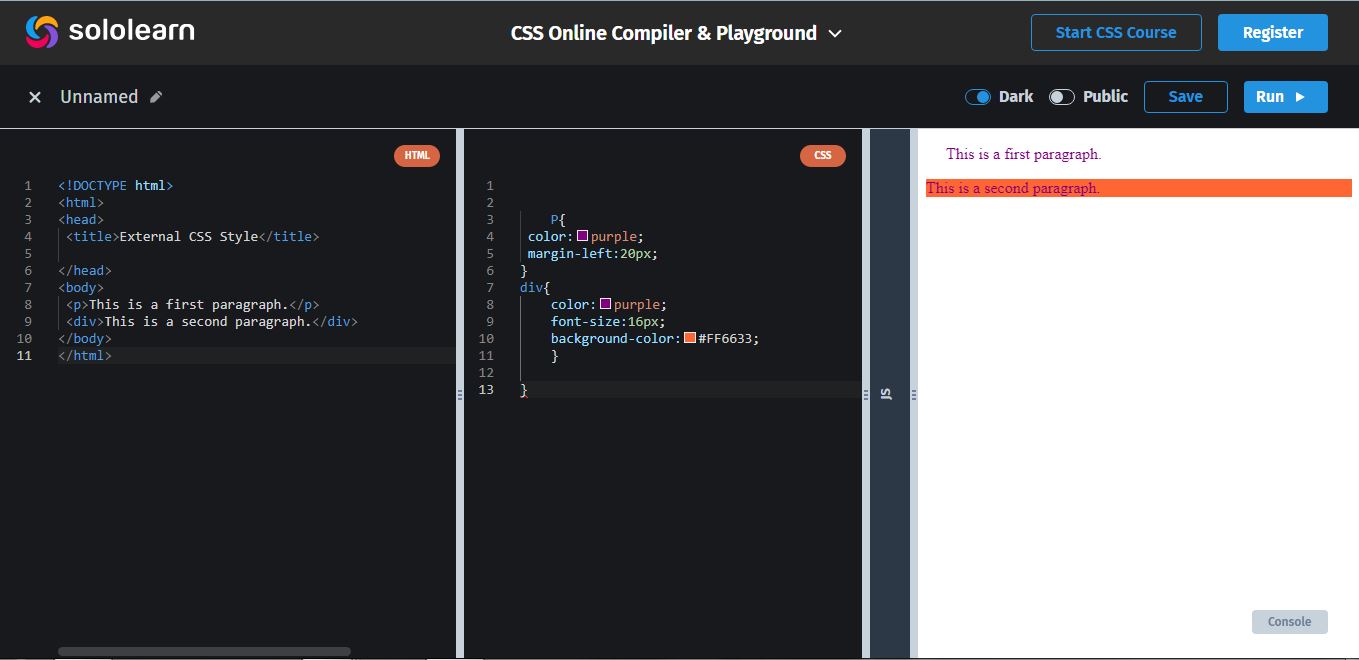 sololearn
CSS Online Compiler & Playground
Start CSS Course
Register
Unnamed
Dark
Public
Save
Run
HTML
1 <!DOCTYPE html>
2 <html>
3 <head>
4 <title>External CSS Style</title>
5
6 </head>
7 <body>
8 <p>This is a first paragraph.</p>
9 <div>This is a second paragraph.</div>
10 </body>
11 </html>
CSS
1
2
3 P{
4 color:purple;
5 margin-left:20px;
6 }
7 div{
8 color:purple;
9 font-size:16px;
10 background-color:#FF6633;
11 }
12
13 }
JS
This is a first paragraph.
This is a second paragraph.
Console